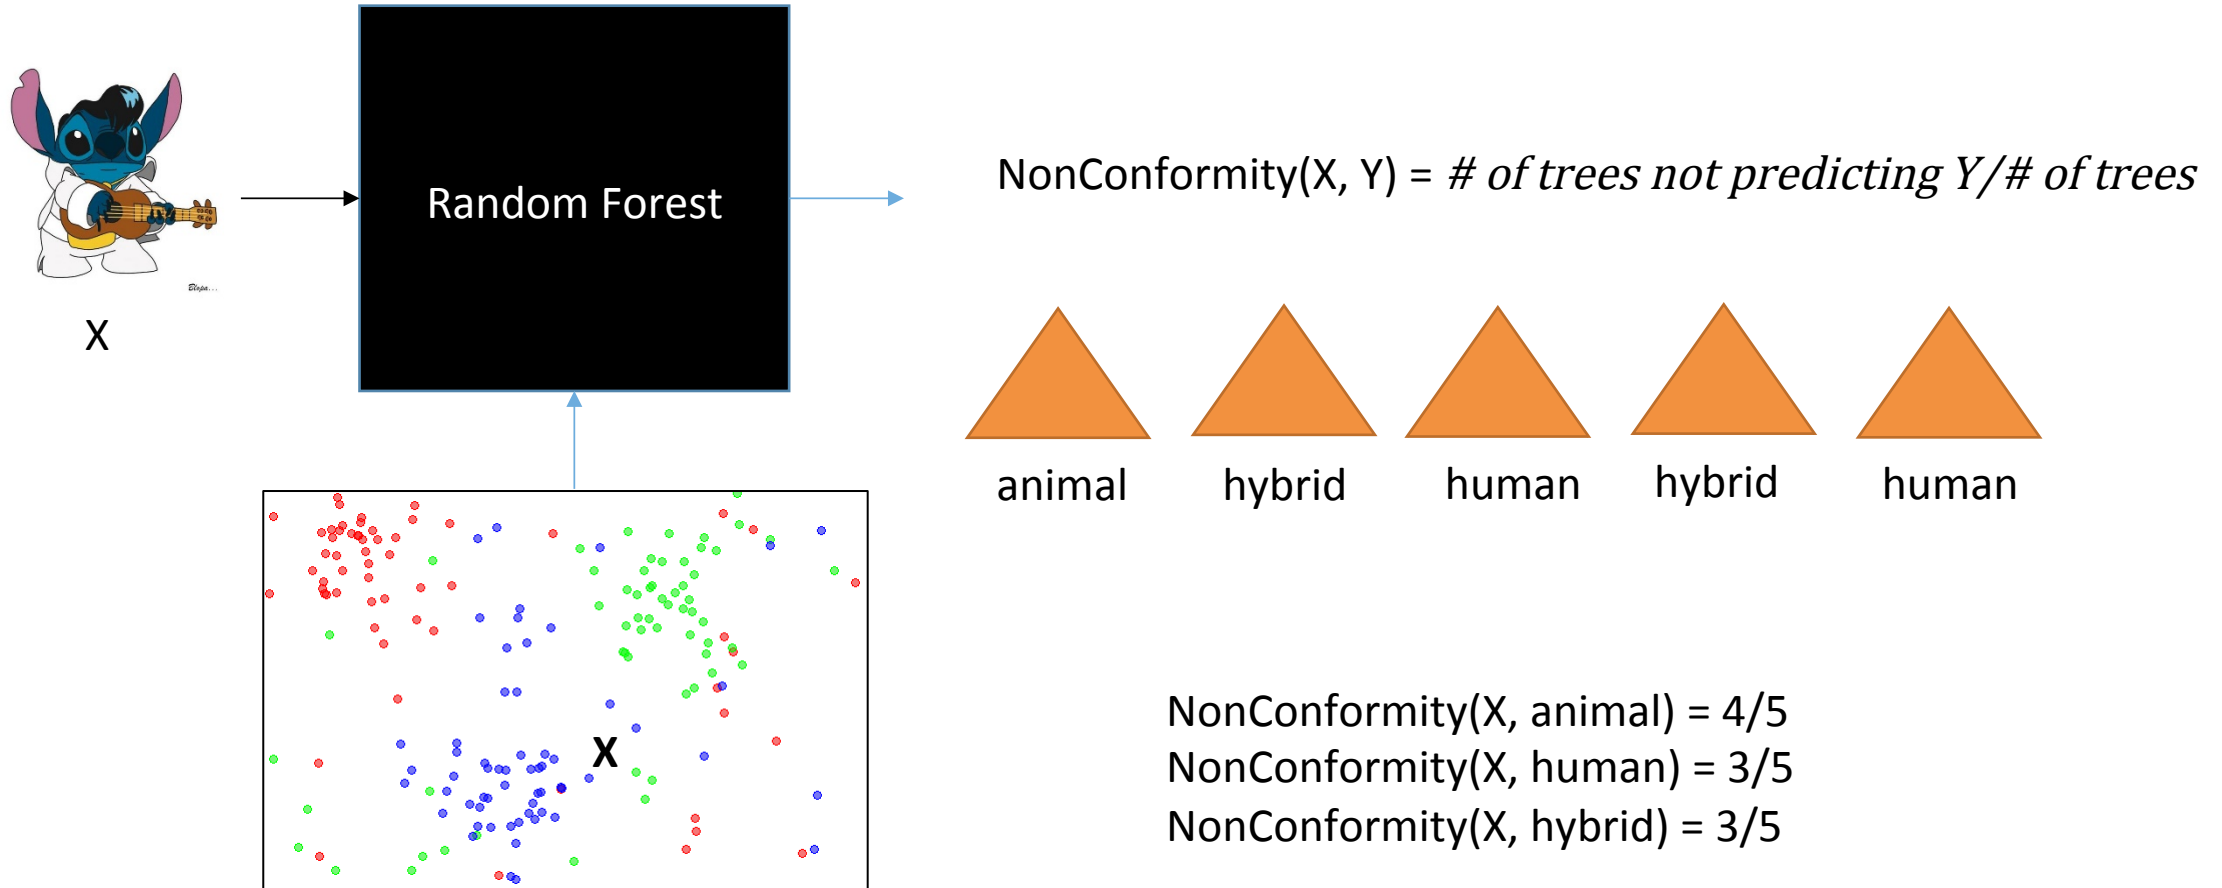 Random Forest
NonConformity(X, Y) = # of trees not predicting Y/# of trees
Blopa...
X
animal
hybrid
human
hybrid
human
X
NonConformity(X, animal) = 4/5
NonConformity(X, human) = 3/5
NonConformity(X, hybrid) = 3/5